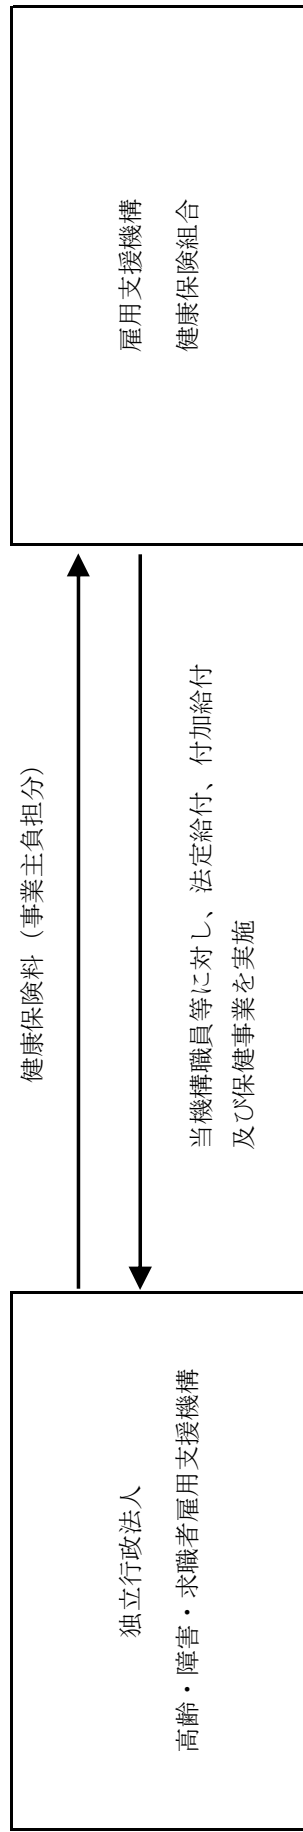 独立行政法人
高齢・障害・求職者雇用支援機構
健康保険料（事業主負担分）
当機構職員等に対し、法定給付、付加給付
及び保健事業を実施
雇用支援機構
健康保険組合